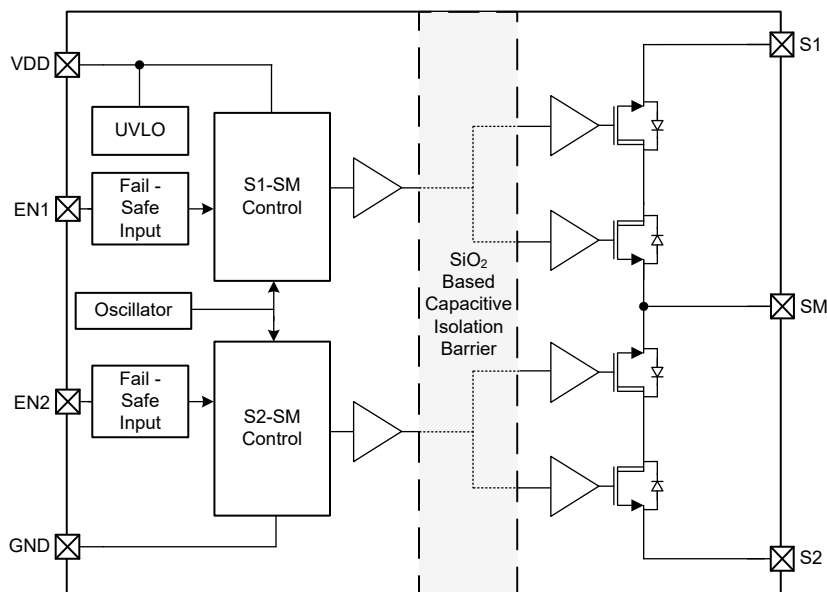 VDD
S1
UVLO
Fail -
Safe
Input
EN1
S1-SM
Control
SiO₂
Based
Capacitive
Isolation
Barrier
Oscillator
SM
Fail -
Safe
Input
EN2
S2-SM
Control
GND
S2